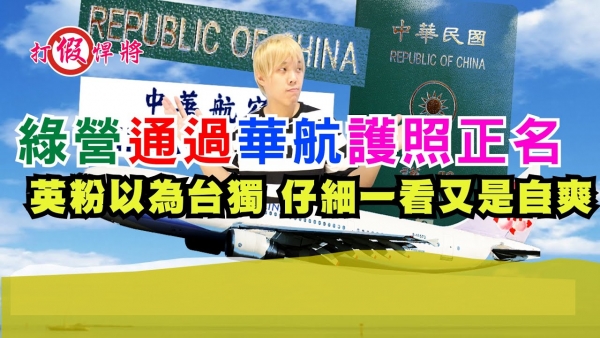 打假悍將
REPUBLIC OF CHINA
中華民國
REPUBLIC OF CHINA
中華航空
綠營通過華航護照正名
英粉以為台獨 仔細一看又是自爽